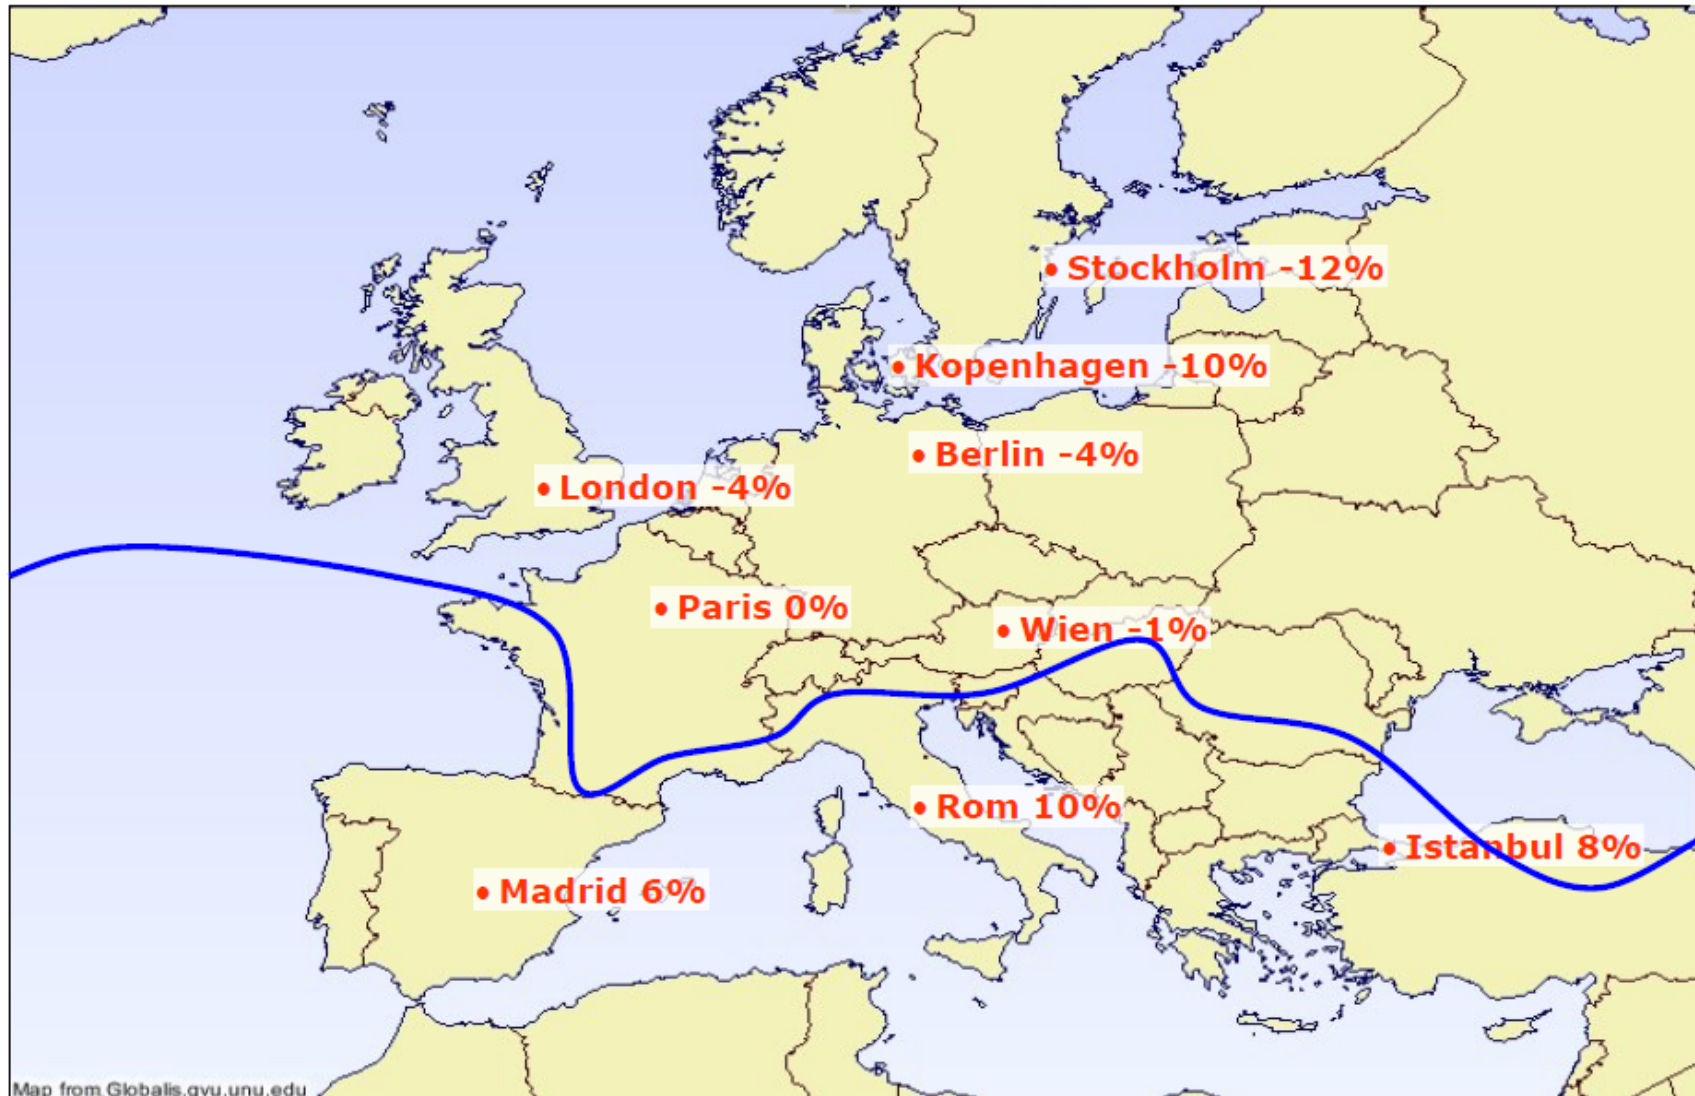 Stockholm -12%
Kopenhagen -10%
Berlin -4%
London -4%
Paris 0%
Wien -1%
Rom 10%
Istanbul 8%
Madrid 6%
Map from Globalis.gvu.unu.edu